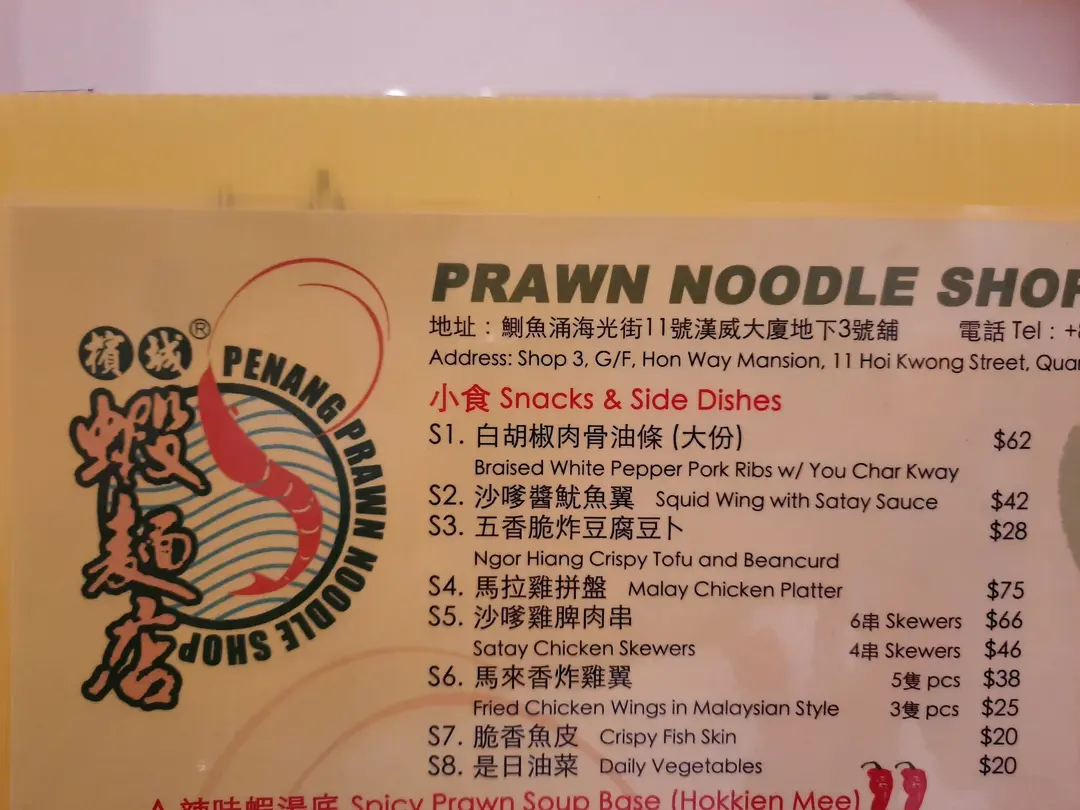 檳城®
蝦麵店
PENANG PRAWN NOODLE SHOP
PRAWN NOODLE SHOP
地址：鰂魚涌海光街11號漢威大廈地下3號舖 電話 Tel : +
Address: Shop 3, G/F, Hon Way Mansion, 11 Hoi Kwong Street, Quar
小食 Snacks & Side Dishes
S1. 白胡椒肉骨油條 (大份) $62
Braised White Pepper Pork Ribs w/ You Char Kway
S2. 沙嗲醬魷魚翼 Squid Wing with Satay Sauce $42
S3. 五香脆炸豆腐豆卜 $28
Ngor Hiang Crispy Tofu and Beancurd
S4. 馬拉雞拼盤 Malay Chicken Platter $75
S5. 沙嗲雞脾肉串 6串 Skewers $66
Satay Chicken Skewers 4串 Skewers $46
S6. 馬來香炸雞翼 5隻 pcs $38
Fried Chicken Wings in Malaysian Style 3隻 pcs $25
S7. 脆香魚皮 Crispy Fish Skin $20
S8. 是日油菜 Daily Vegetables $20
A 辣味蝦湯底 Spicy Prawn Soup Base (Hokkien Mee)